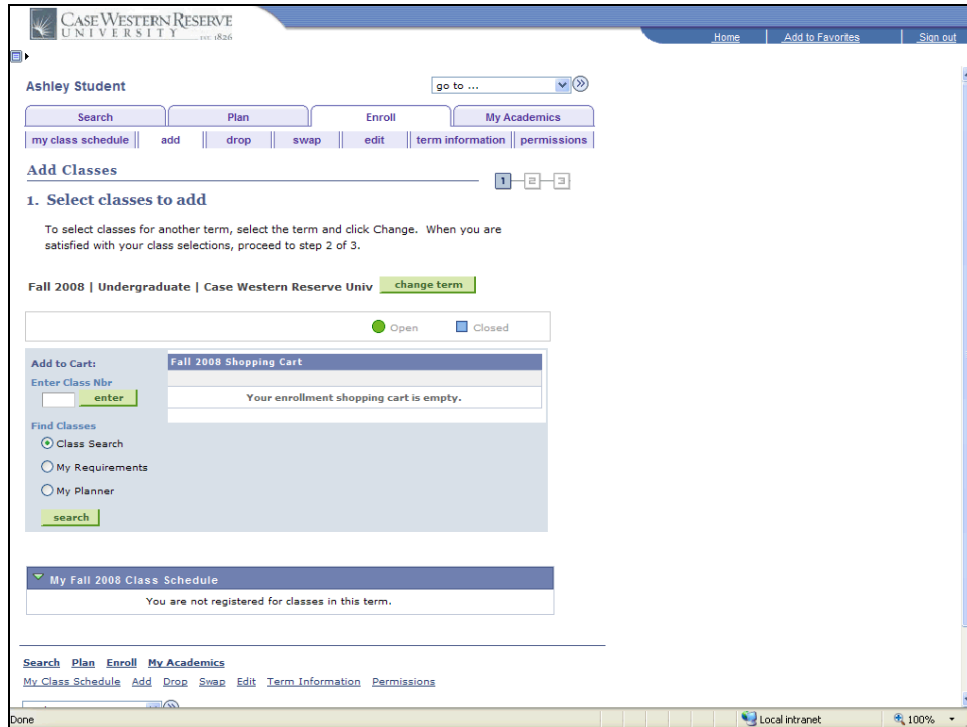 CASE WESTERN RESERVE
UNIVERSITY EST. 1826
Home Add to Favorites Sign out
Ashley Student
go to ...
Search Plan Enroll My Academics
my class schedule add drop swap edit term information permissions
Add Classes
1 2 3
1. Select classes to add
To select classes for another term, select the term and click Change. When you are
satisfied with your class selections, proceed to step 2 of 3.
Fall 2008 | Undergraduate | Case Western Reserve Univ change term
Open Closed
Add to Cart:
Fall 2008 Shopping Cart
Enter Class Nbr
enter
Your enrollment shopping cart is empty.
Find Classes
Class Search
My Requirements
My Planner
search
My Fall 2008 Class Schedule
You are not registered for classes in this term.
Search Plan Enroll My Academics
My Class Schedule Add Drop Swap Edit Term Information Permissions
Done Local intranet 100%